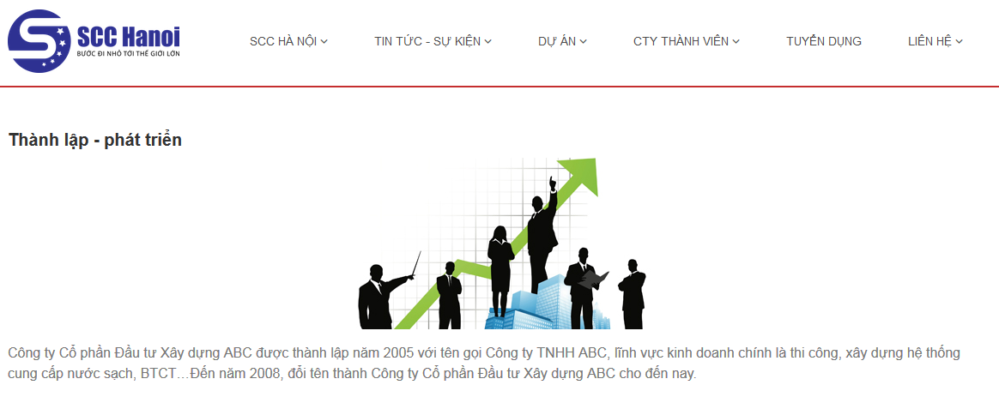 SCC Hanoi
BƯỚC ĐI NHỎ TỚI THẾ GIỚI LỚN
SCC HÀ NỘI
TIN TỨC - SỰ KIỆN
DỰ ÁN
CTY THÀNH VIÊN
TUYỂN DỤNG
LIÊN HỆ
Thành lập - phát triển
Công ty Cổ phần Đầu tư Xây dựng ABC được thành lập năm 2005 với tên gọi Công ty TNHH ABC, lĩnh vực kinh doanh chính là thi công, xây dựng hệ thống
cung cấp nước sạch, BTCT...Đến năm 2008, đổi tên thành Công ty Cổ phần Đầu tư Xây dựng ABC cho đến nay.